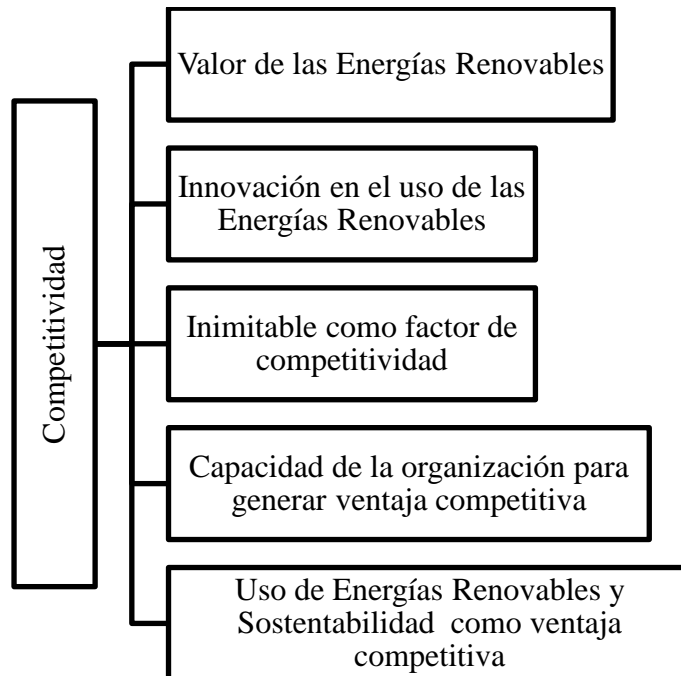 Valor de las Energías Renovables
Innovación en el uso de las
Energías Renovables
Competitividad
Inimitable como factor de
competitividad
Capacidad de la organización para
generar ventaja competitiva
Uso de Energías Renovables y
Sostentabilidad como ventaja
competitiva